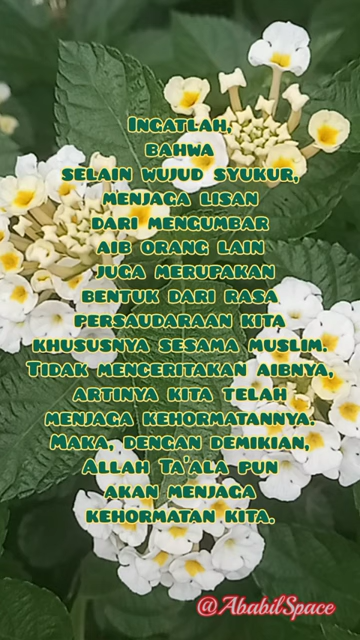 Ingatlah,
bahwa
selain wujud syukur,
menjaga lisan
dari mengumbar
aib orang lain
juga merupakan
bentuk dari rasa
persaudaraan kita
khususnya sesama muslim.
Tidak menceritakan aibnya,
artinya kita telah
menjaga kehormatannya.
Maka, dengan demikian,
Allah Ta'ala pun
akan menjaga
kehormatan kita.
@AbabilSpace